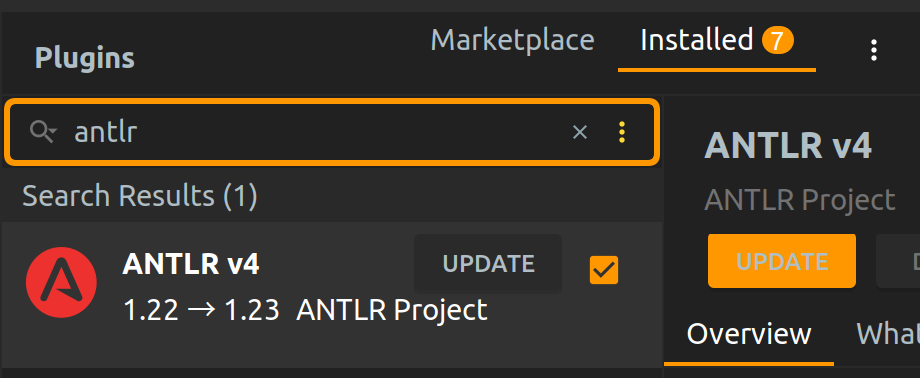 Plugins
Marketplace
Installed 7
antlr
Search Results (1)
ANTLR v4
UPDATE
1.22 → 1.23 ANTLR Project
ANTLR v4
ANTLR Project
UPDATE
Overview